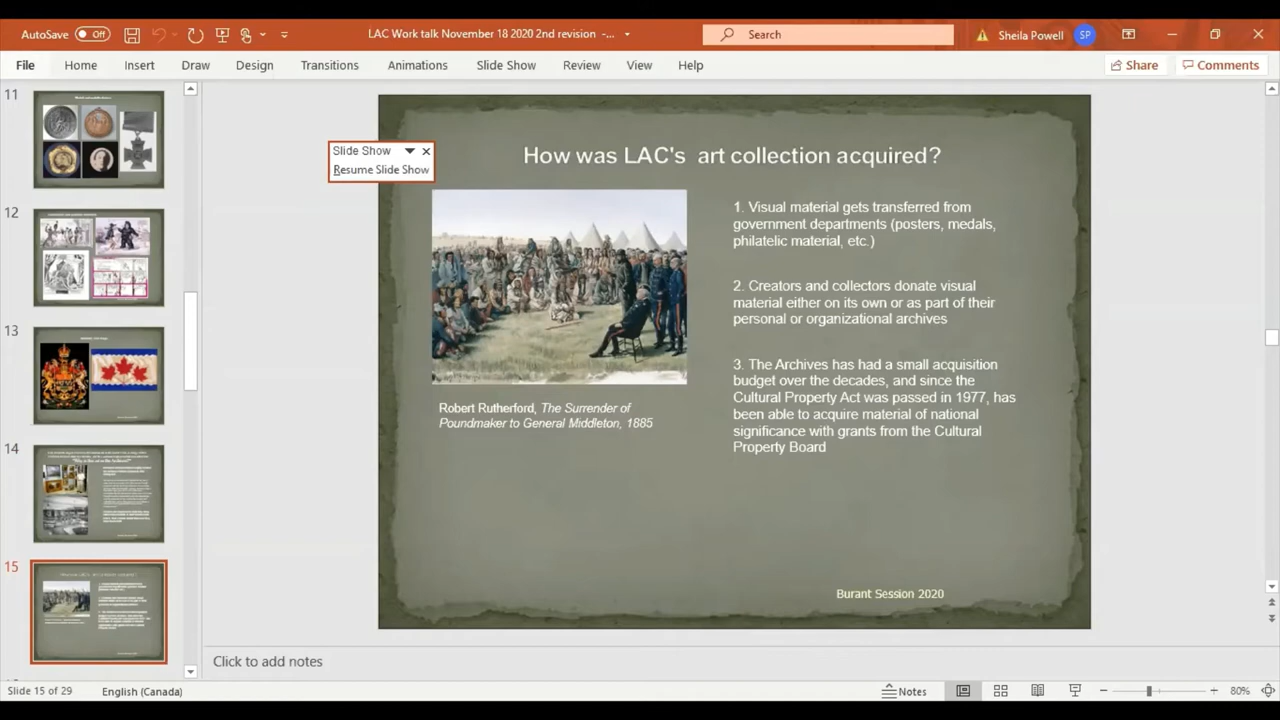 AutoSave
Off
LAC Work talk November 18 2020 2nd revision -...
Search
Sheila Powell
SP
File
Home
Insert
Draw
Design
Transitions
Animations
Slide Show
Review
View
Help
Share
Comments
11
12
13
14
15
Slide Show
Resume Slide Show
How was LAC's art collection acquired?
1. Visual material gets transferred from
government departments (posters, medals,
philatelic material, etc.)
2. Creators and collectors donate visual
material either on its own or as part of their
personal or organizational archives
3. The Archives has had a small acquisition
budget over the decades, and since the
Cultural Property Act was passed in 1977, has
been able to acquire material of national
significance with grants from the Cultural
Property Board
Robert Rutherford, The Surrender of
Poundmaker to General Middleton, 1885
Burant Session 2020
Click to add notes
Slide 15 of 29
English (Canada)
Notes
80%